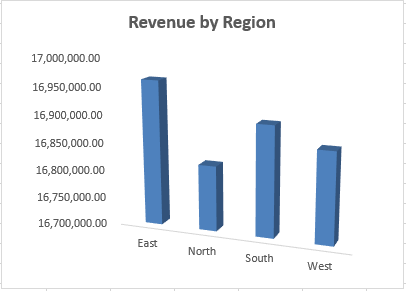 Revenue by Region
17,000,000.00
16,950,000.00
16,900,000.00
16,850,000.00
16,800,000.00
16,750,000.00
16,700,000.00
East
North
South
West